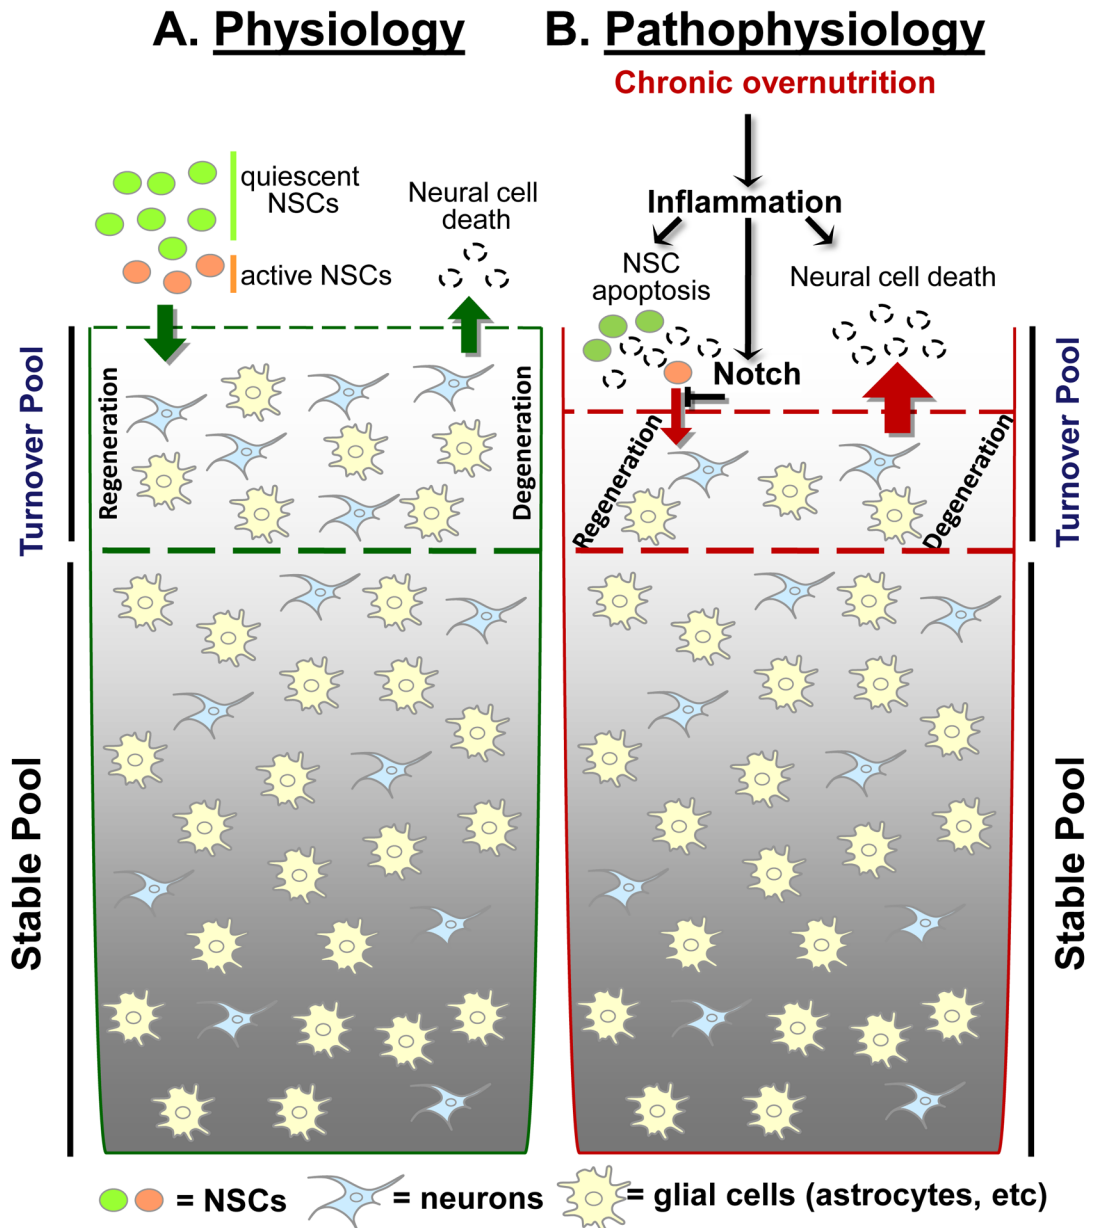 A. Physiology
B. Pathophysiology
Chronic overnutrition
quiescent
NSCs
active NSCs
Neural cell
death
Inflammation
NSC
apoptosis
Neural cell death
Notch
Turnover Pool
Regeneration
Degeneration
Regeneration
Degeneration
Turnover Pool
Stable Pool
Stable Pool
= NSCs
= neurons
= glial cells (astrocytes, etc)